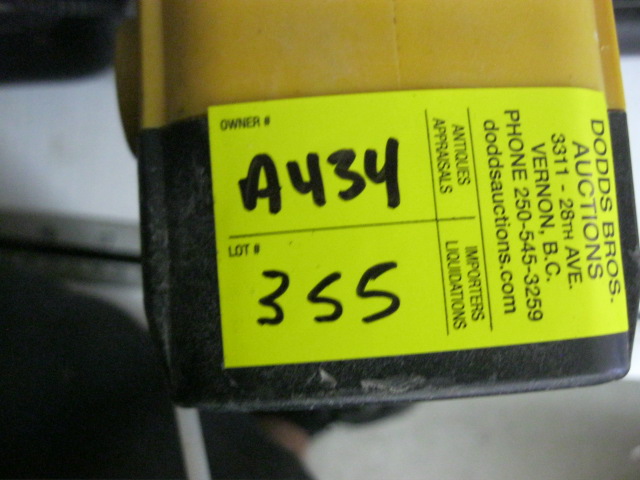 OWNER #
A434
LOT #
355
ANTIQUES
APPRAISALS
IMPORTERS
LIQUIDATIONS
DODDS BROS.
AUCTIONS
3311 - 28TH AVE.
VERNON, B.C.
PHONE 250-545-3259
doddsauctions.com